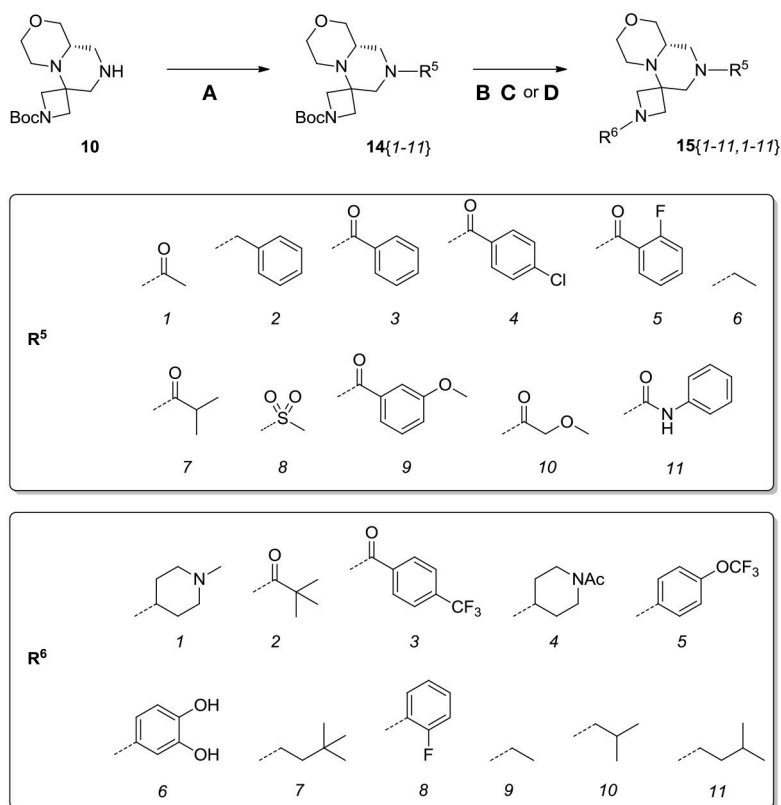 O
N
NH
BocN
10
A
O
N
N
R5
BocN
14{1-11}
B C or D
O
N
N
R5
N
R6
15{1-11,1-11}
R5
O
1
2
O
3
O
Cl
4
O
F
5
6
O
7
O O
S
8
O
O
9
O
O
10
O
N
H
11
R6
N
1
O
2
O
CF3
3
NAc
4
OCF3
5
OH
OH
6
7
F
8
9
10
11